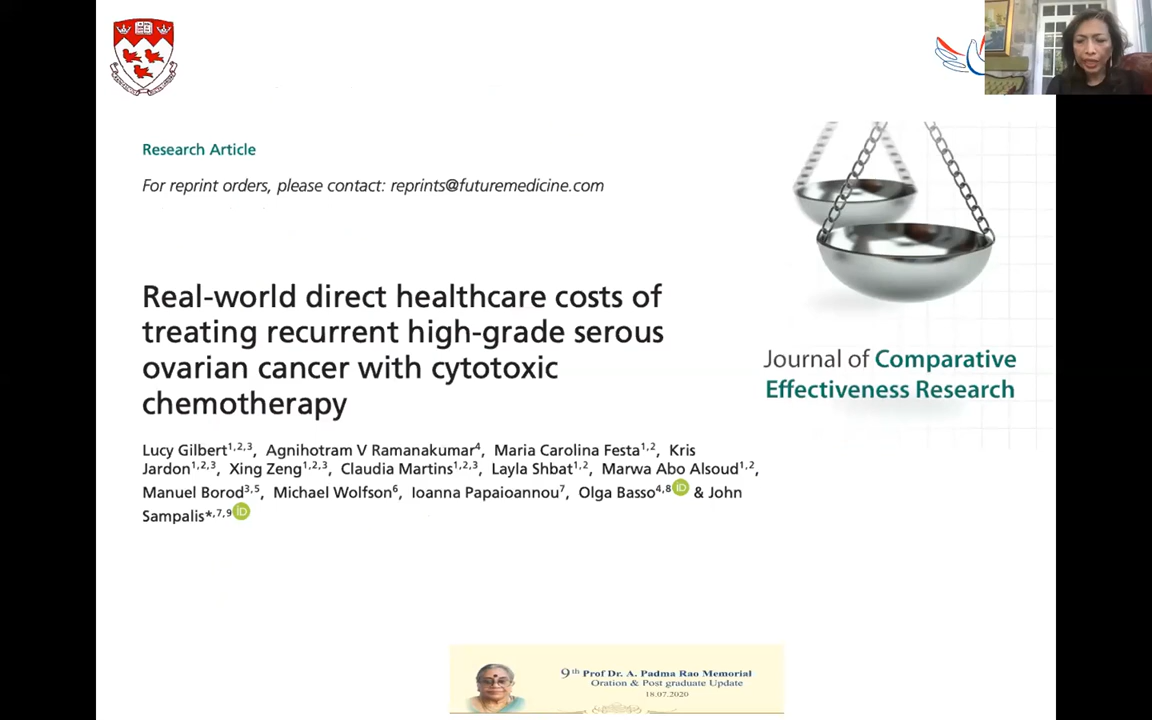 Research Article
For reprint orders, please contact: reprints@futuremedicine.com
Real-world direct healthcare costs of
treating recurrent high-grade serous
ovarian cancer with cytotoxic
chemotherapy
Journal of Comparative
Effectiveness Research
Lucy Gilbert1,2,3, Agnihotram V Ramanakumar4, Maria Carolina Festa1,2, Kris
Jardon1,2,3, Xing Zeng1,2,3, Claudia Martins1,2,3, Layla Shbat1,2, Marwa Abo Alsoud1,2,
Manuel Borod3,5, Michael Wolfson6, Ioanna Papaioannou7, Olga Basso4,8 iD & John
Sampalis*,7,9 iD
9th Prof Dr. A. Padma Rao Memorial
Oration & Post graduate Update
18.07.2020